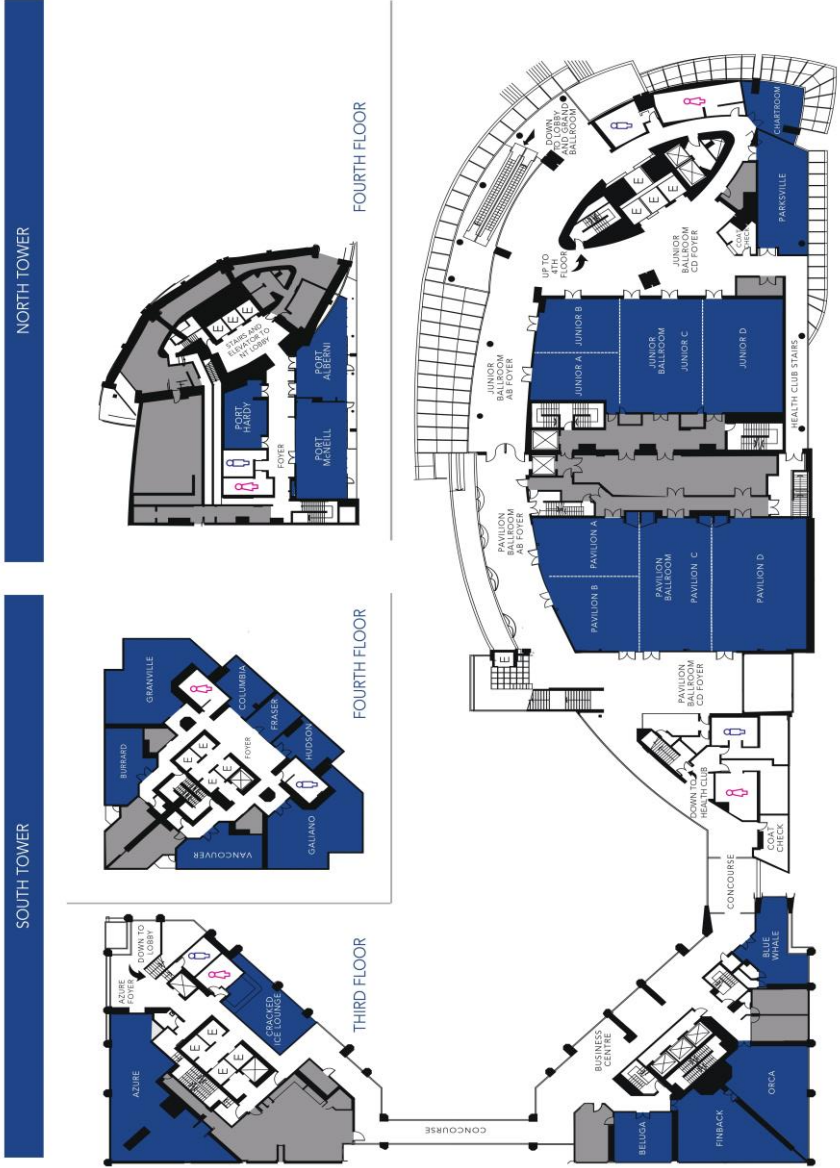 SOUTH TOWER
NORTH TOWER
THIRD FLOOR
AZURE
AZURE
FOYER
DOWN TO
LOBBY
E
E
E
E
CRACKED
ICE LOUNGE
CONCOURSE
FOURTH FLOOR
BURRARD
GRANVILLE
VANCOUVER
E
E
E
FOYER
COLUMBIA
FRASER
HUDSON
GALIANO
FOURTH FLOOR
STAIRS AND
ELEVATOR TO
NT LOBBY
E
E
E
PORT
HARDY
FOYER
PORT
McNEILL
PORT
ALBERNI
BELUGA
FINBACK
ORCA
BUSINESS
CENTRE
BLUE
WHALE
CONCOURSE
COAT
CHECK
DOWN TO
HEALTH CLUB
PAVILION
BALLROOM
CD FOYER
E
PAVILION
BALLROOM
AB FOYER
PAVILION B
PAVILION A
PAVILION
BALLROOM
PAVILION C
PAVILION D
JUNIOR
BALLROOM
AB FOYER
JUNIOR A
JUNIOR B
JUNIOR
BALLROOM
JUNIOR C
JUNIOR D
HEALTH CLUB STAIRS
UP TO
4TH
FLOOR
JUNIOR
BALLROOM
CD FOYER
E
E
E
E
DOWN
TO LOBBY
AND GRAND
BALLROOM
COAT
CHECK
PARKSVILLE
CHARTROOM